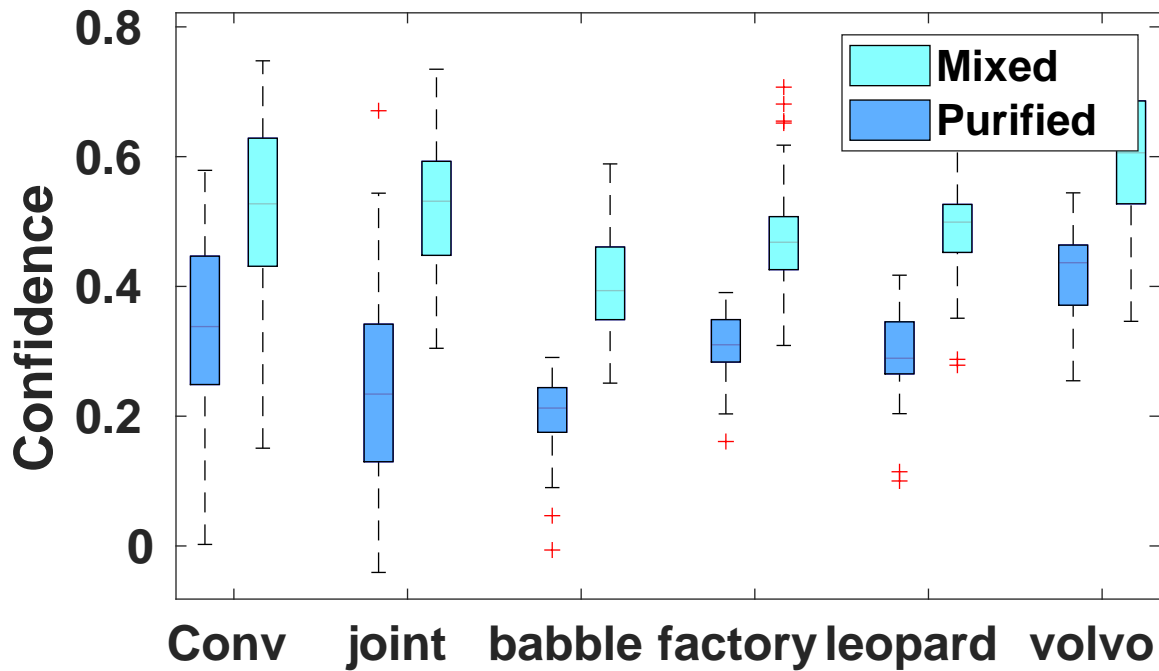 Confidence
0.8
0.6
0.4
0.2
0
Mixed
Purified
Conv joint babble factory leopard volvo